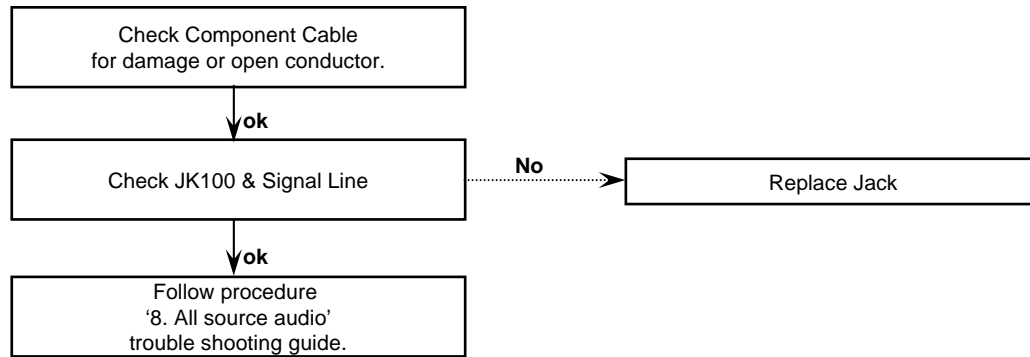 Check Component Cable
for damage or open conductor.
ok
Check JK100 & Signal Line
No
Replace Jack
ok
Follow procedure
‘8. All source audio’
trouble shooting guide.